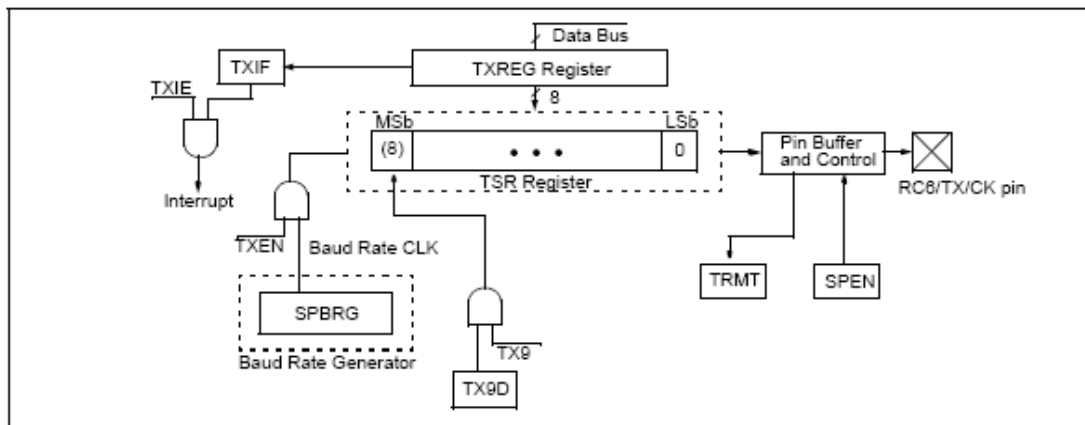 Data Bus
TXIF
TXREG Register
TXIE
8
MSb
LSb
(8)
• • •
0
Pin Buffer
and Control
TSR Register
RC6/TX/CK pin
Interrupt
TXEN
Baud Rate CLK
TRMT
SPEN
SPBRG
TX9
Baud Rate Generator
TX9D